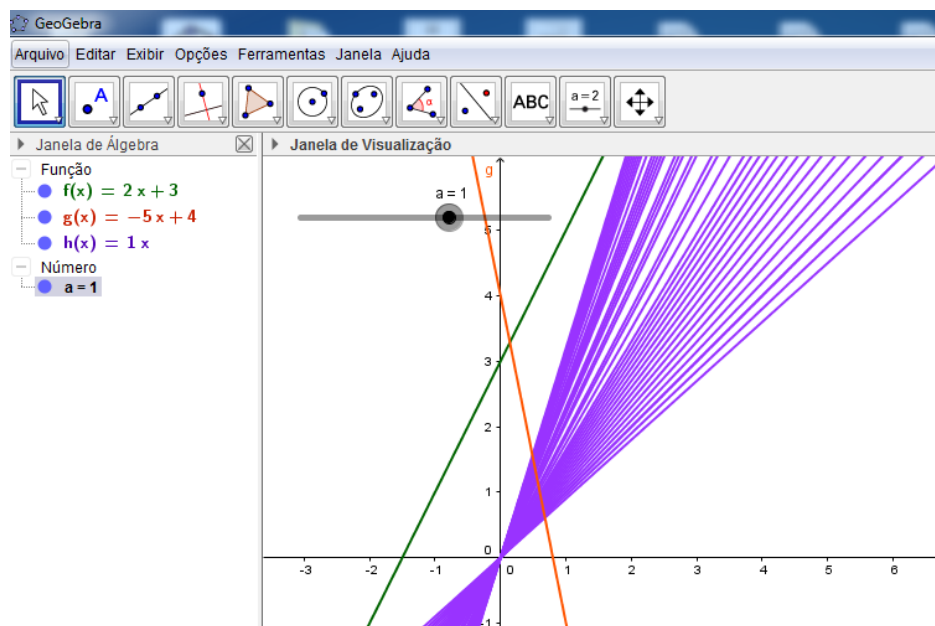 GeoGebra
Arquivo Editar Exibir Opções Ferramentas Janela Ajuda
A α ABC a=2
Janela de Álgebra
Janela de Visualização
Função
f(x) = 2 x + 3
g(x) = −5 x + 4
h(x) = 1 x
Número
a = 1
g
a = 1
5
4
3
2
1
0
-3 -2 -1 0 1 2 3 4 5 6
-1